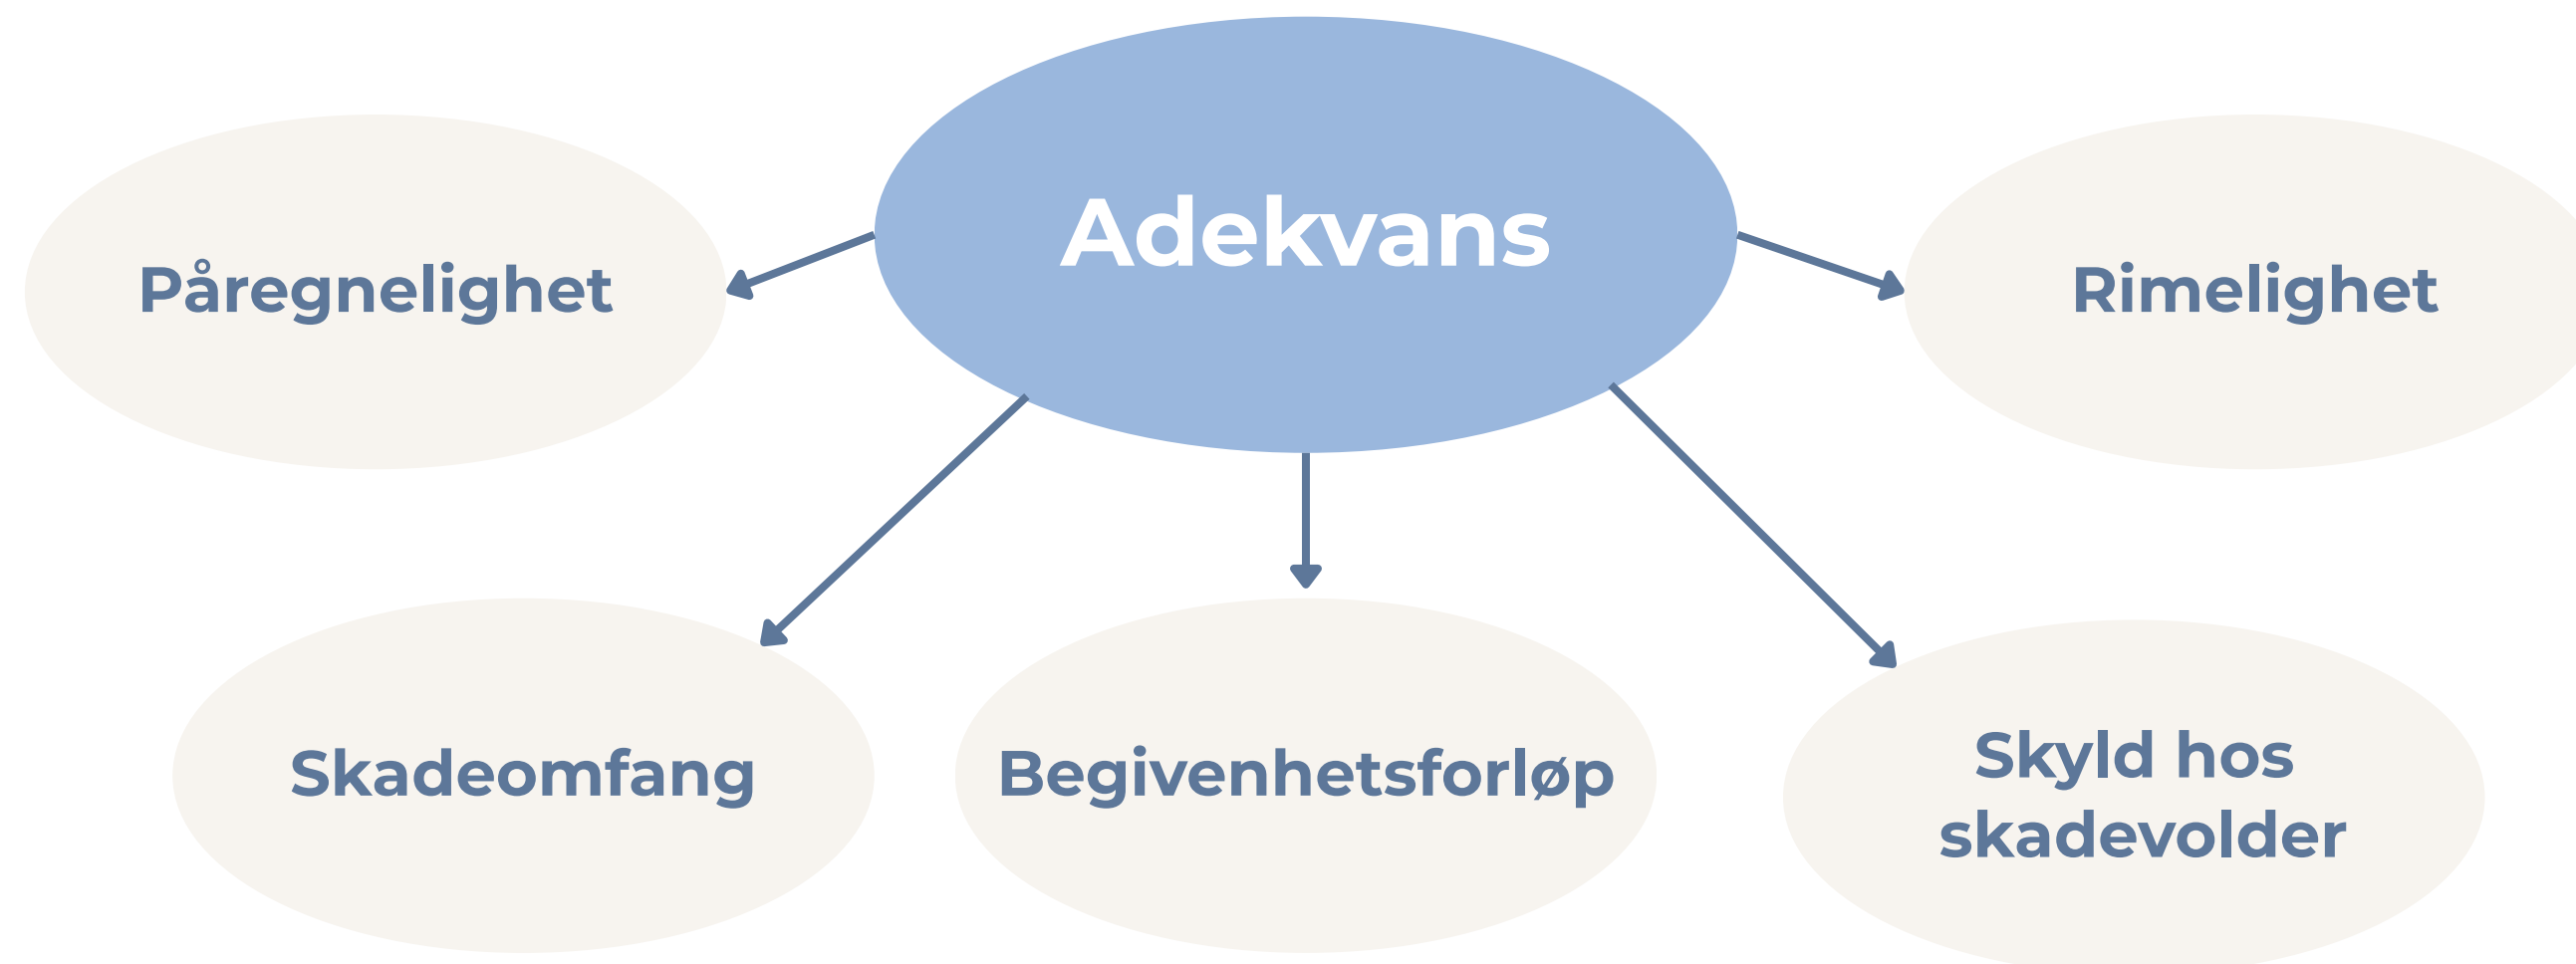 Adekvans
Påregnelighet
Rimelighet
Skadeomfang
Begivenhetsforløp
Skyld hos
skadevolder